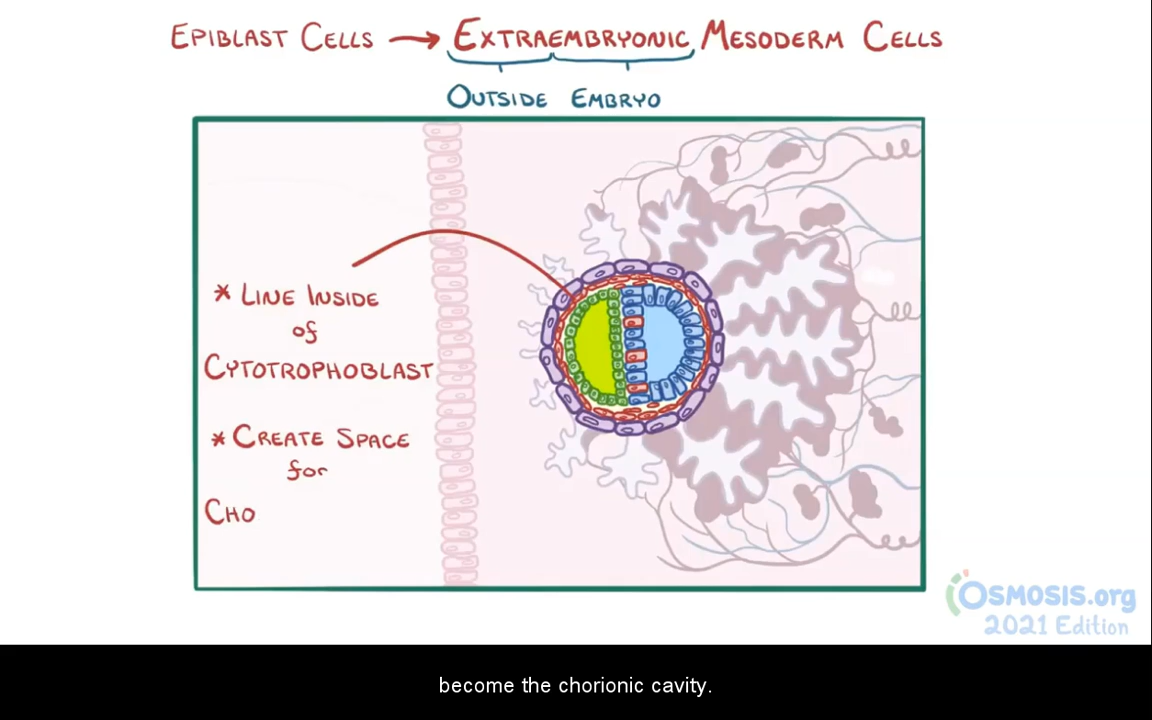 EPIBLAST CELLS → EXTRAEMBRYONIC MESODERM CELLS
OUTSIDE EMBRYO
* LINE INSIDE
of
CYTOTROPHOBLAST
* CREATE SPACE
for
CHO
OSMOSIS.org
2021 Edition
become the chorionic cavity.